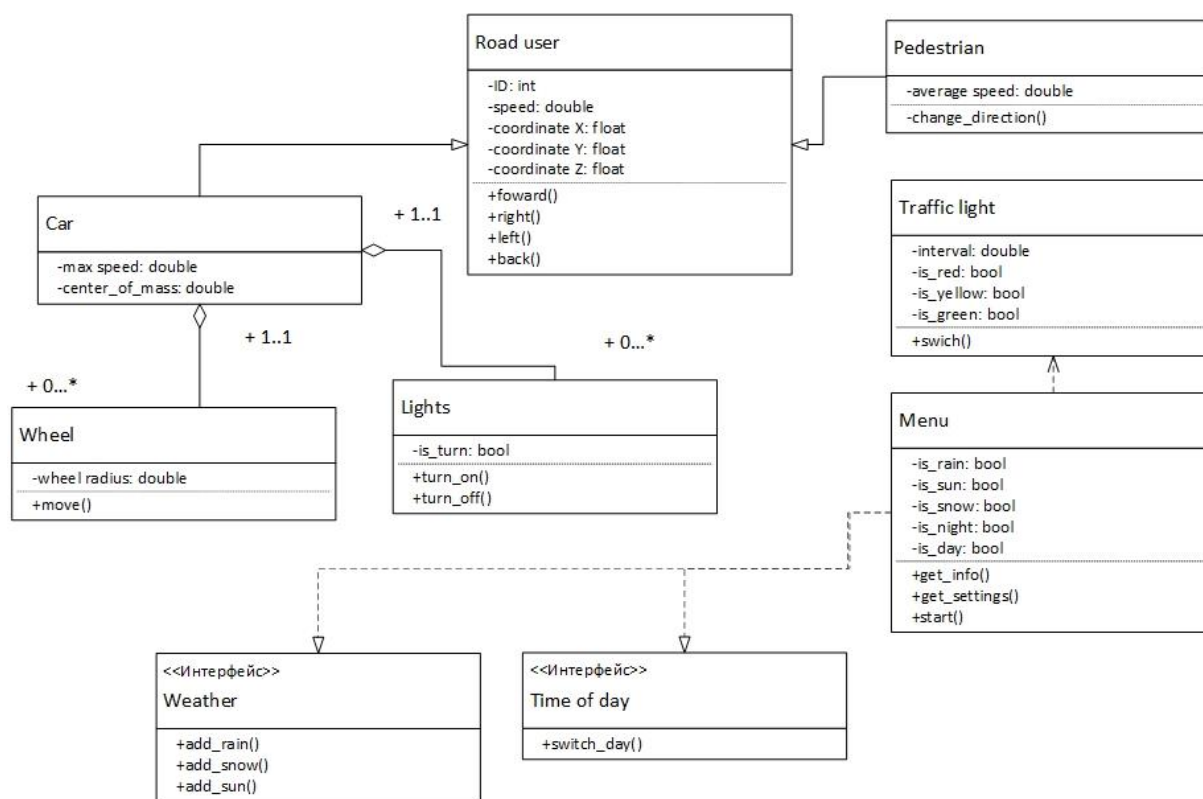 Road user
-ID: int
-speed: double
-coordinate X: float
-coordinate Y: float
-coordinate Z: float
+foward()
+right()
+left()
+back()
Pedestrian
-average speed: double
-change_direction()
Car
-max speed: double
-center_of_mass: double
+ 1..1
+ 1..1
+ 0...*
+ 0...*
Traffic light
-interval: double
-is_red: bool
-is_yellow: bool
-is_green: bool
+swich()
Wheel
-wheel radius: double
+move()
Lights
-is_turn: bool
+turn_on()
+turn_off()
Menu
-is_rain: bool
-is_sun: bool
-is_snow: bool
-is_night: bool
-is_day: bool
+get_info()
+get_settings()
+start()
<<Интерфейс>>
Weather
+add_rain()
+add_snow()
+add_sun()
<<Интерфейс>>
Time of day
+switch_day()